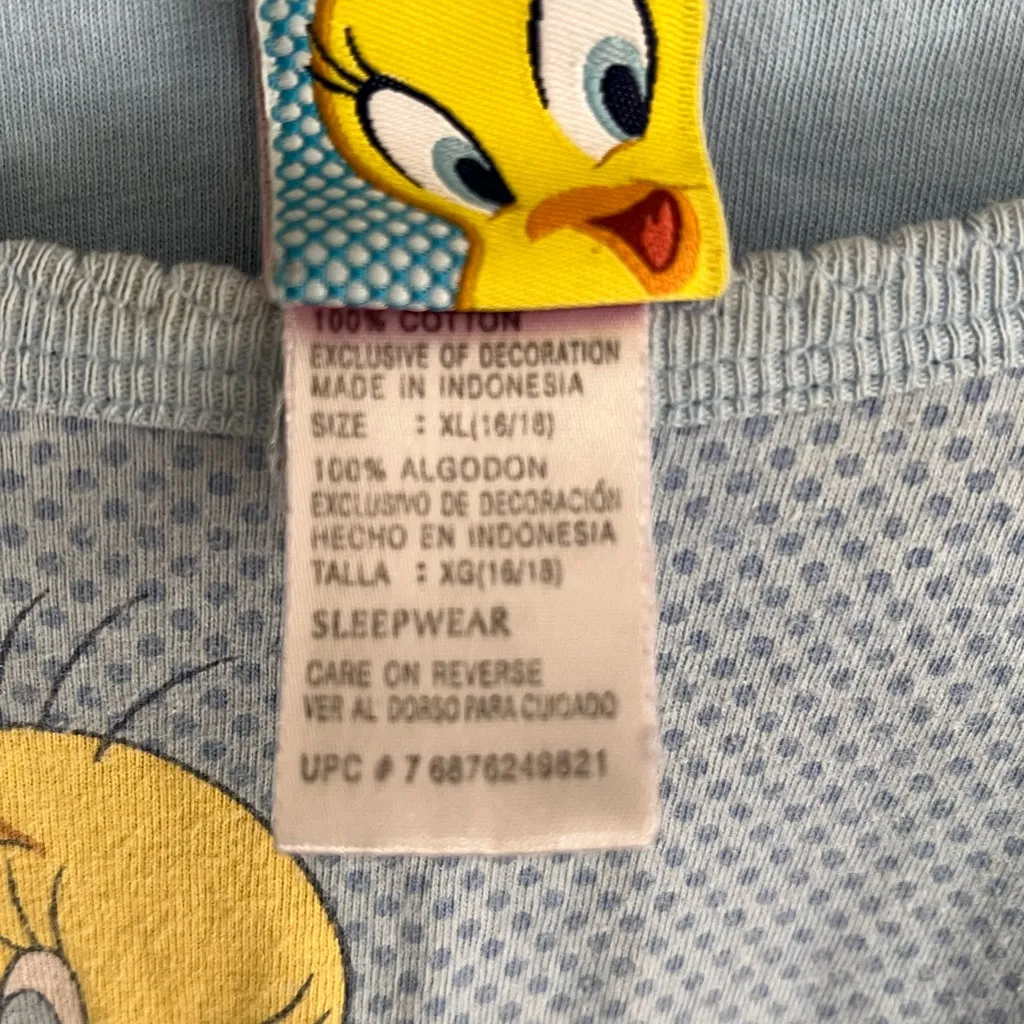 100% COTTON
EXCLUSIVE OF DECORATION
MADE IN INDONESIA
SIZE : XL(16/18)
100% ALGODON
EXCLUSIVO DE DECORACIÓN
HECHO EN INDONESIA
TALLA : XG(16/18)
SLEEPWEAR
CARE ON REVERSE
VER AL DORSO PARA CUIDADO
UPC # 7 6876249821